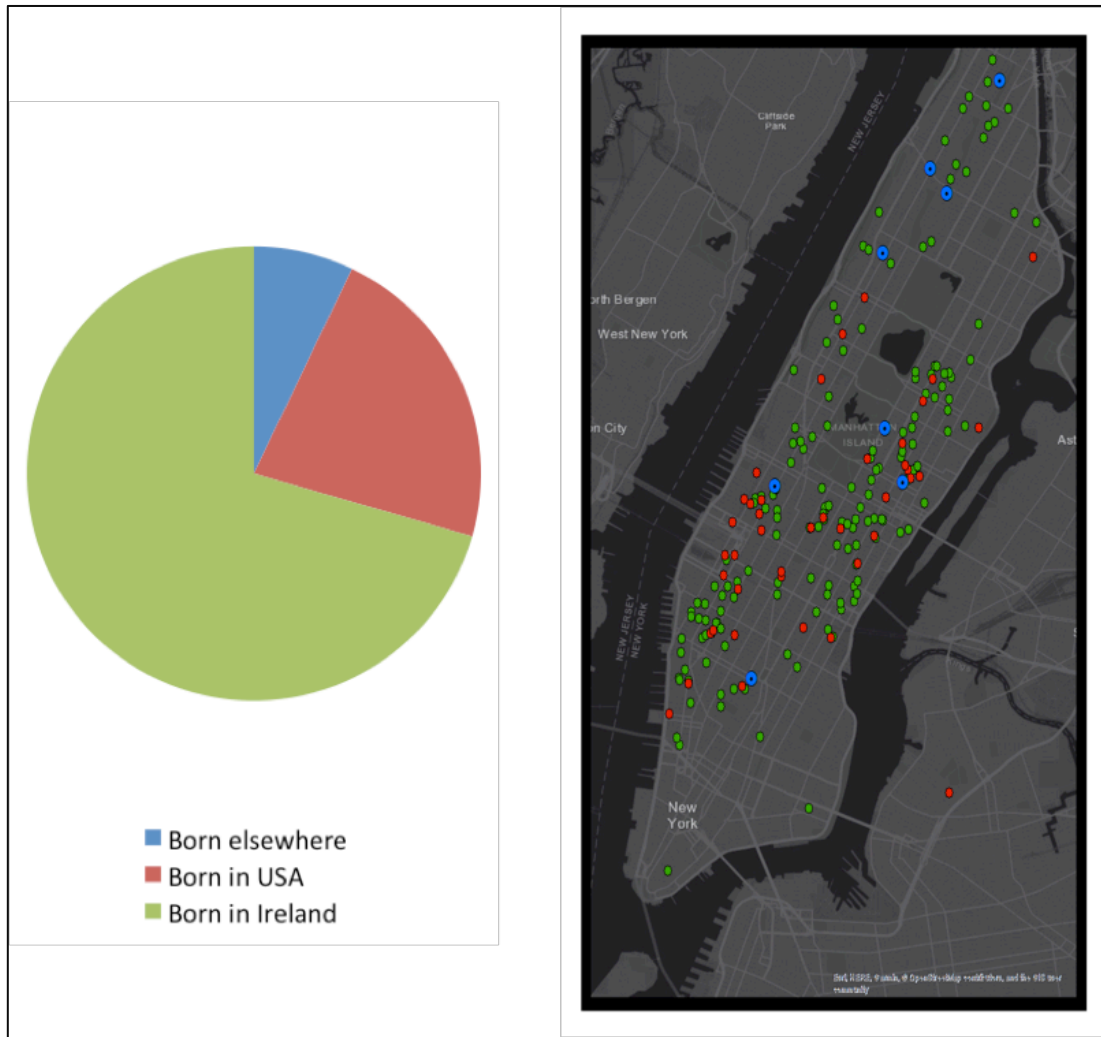 Born elsewhere
Born in USA
Born in Ireland
Cliffside
Park
NEW JERSEY
orth Bergen
West New York
on City
MANHATTAN
ISLAND
Ast
NEW JERSEY
NEW YORK
New
York